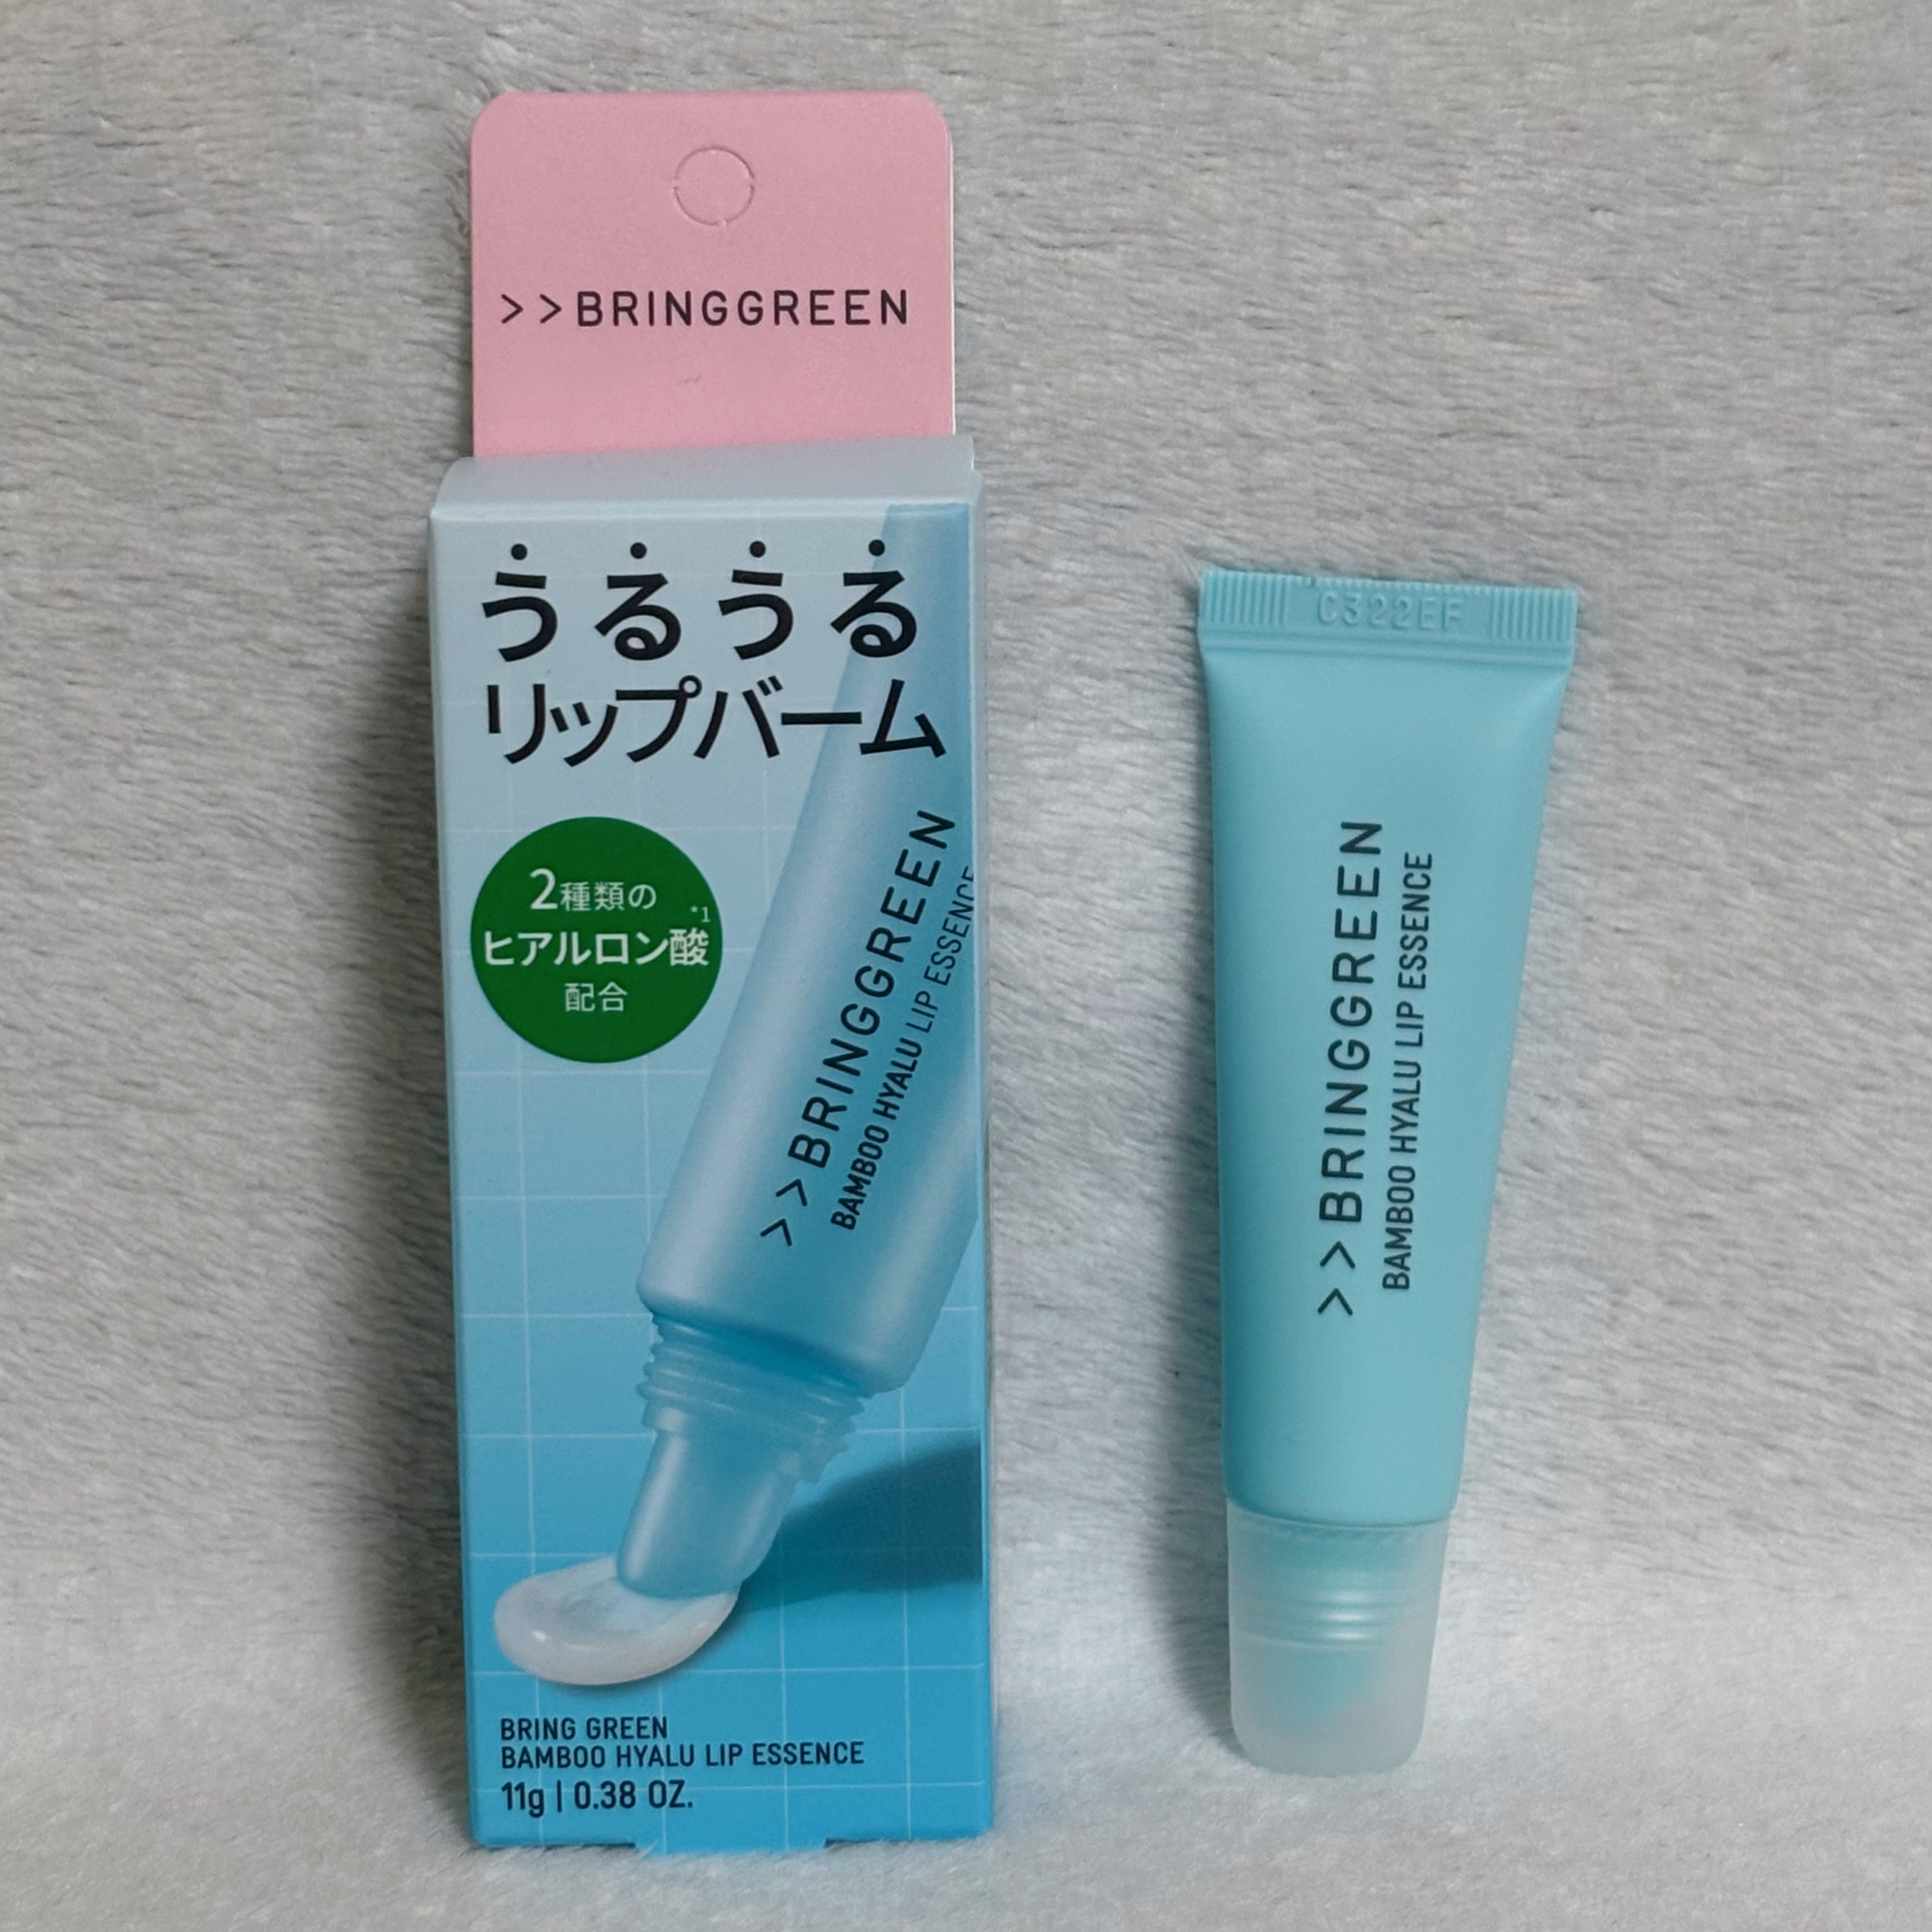 >>BRINGGREEN
うるうる
リップバーム
2種類の
ヒアルロン酸*1
配合
>>BRINGGREEN
BAMBOO HYALU LIP ESSENCE
BRING GREEN
BAMBOO HYALU LIP ESSENCE
11g | 0.38 OZ.
C322EF
>>BRINGGREEN
BAMBOO HYALU LIP ESSENCE